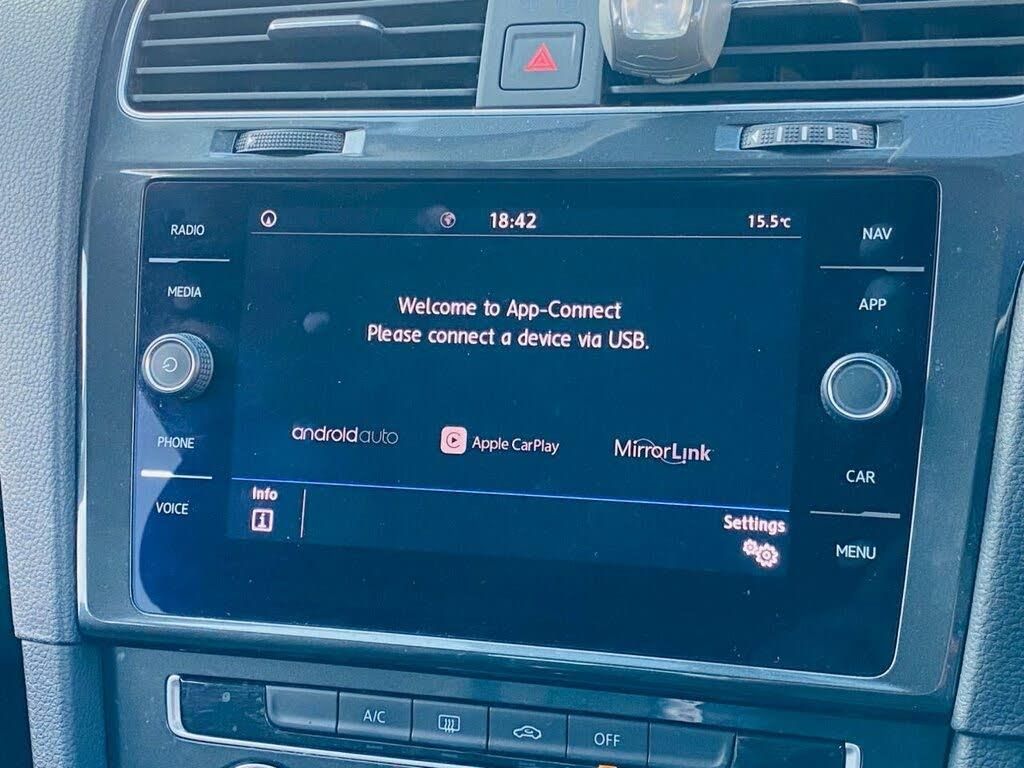 RADIO
MEDIA
PHONE
VOICE
18:42
15.5°C
Welcome to App-Connect
Please connect a device via USB.
androidauto
Apple CarPlay
MirrorLink
Info
i
Settings
NAV
APP
CAR
MENU
A/C
OFF